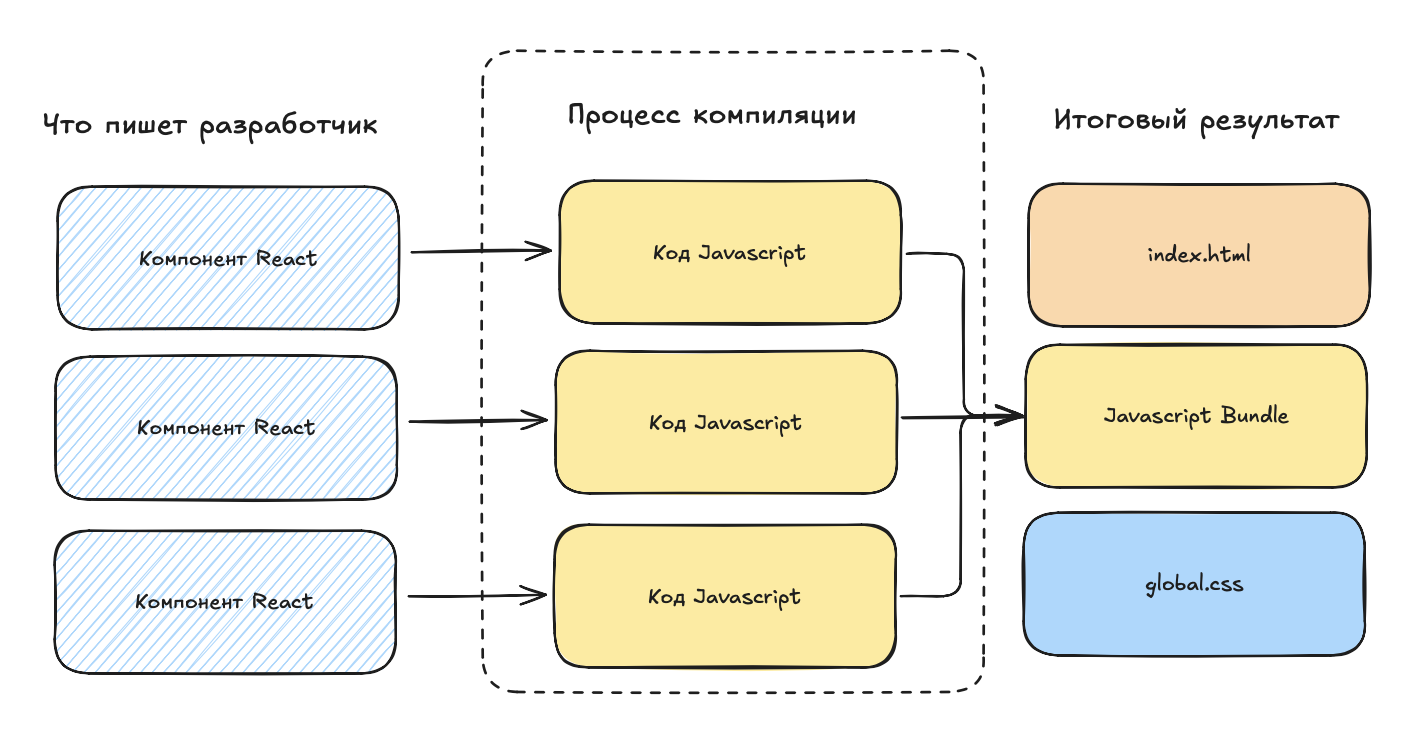 Что пишет разработчик
Процесс компиляции
Итоговый результат
Компонент React
Код Javascript
index.html
Компонент React
Код Javascript
Javascript Bundle
Компонент React
Код Javascript
global.css